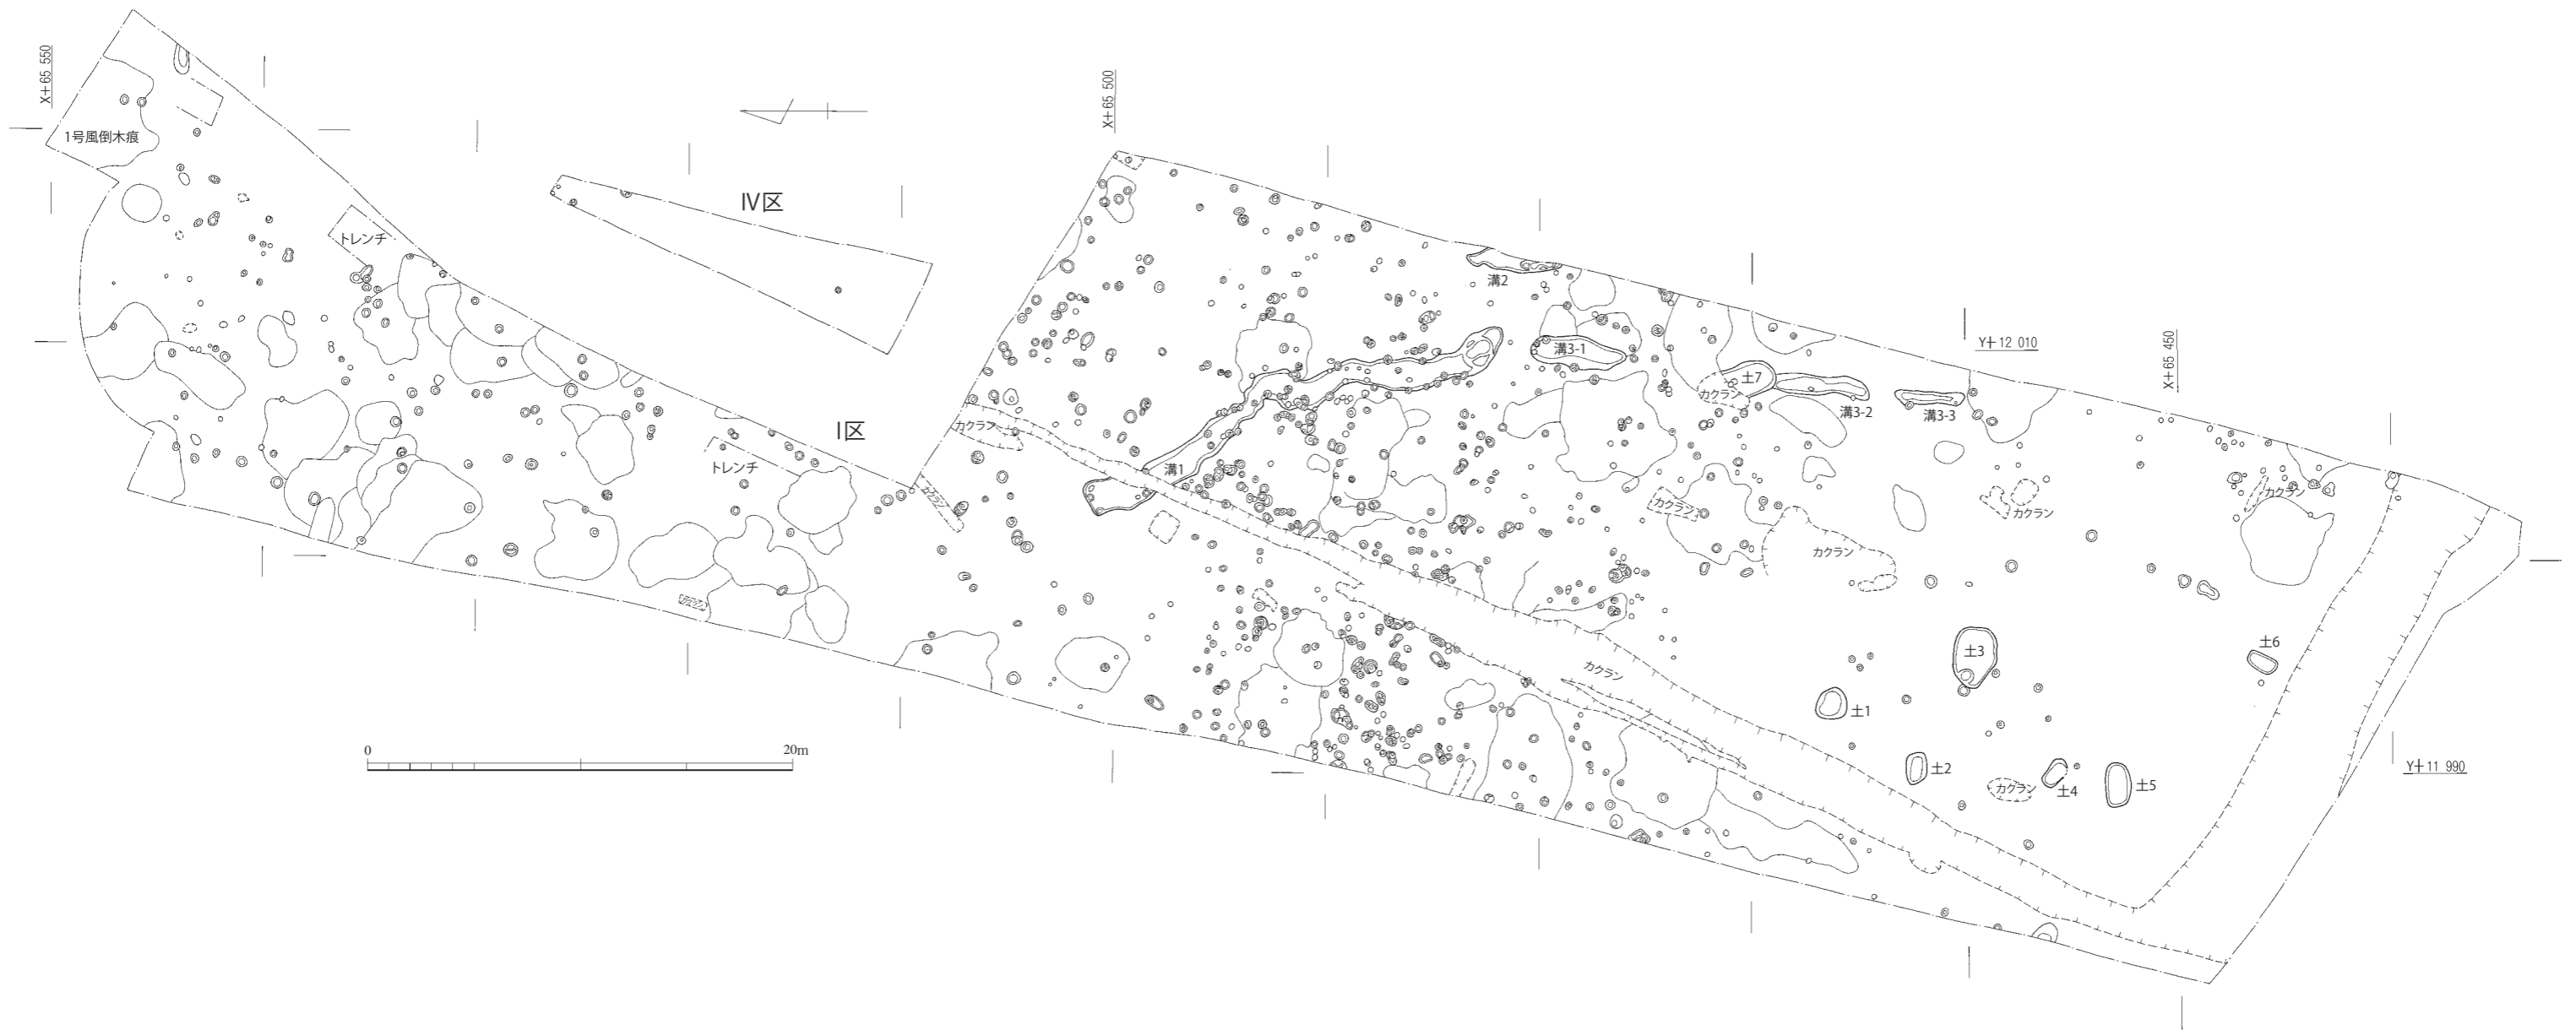 X+65 550
1号風倒木痕
トレンチ
Ⅳ区
X+65 500
Ⅰ区
トレンチ
カクラン
カクラン
溝1
溝2
溝3-1
土7
カクラン
溝3-2
溝3-3
Y+12 010
X+65 450
カクラン
カクラン
カクラン
カクラン
カクラン
土3
土6
土1
土2
カクラン
土4
土5
Y+11 990
0
20m